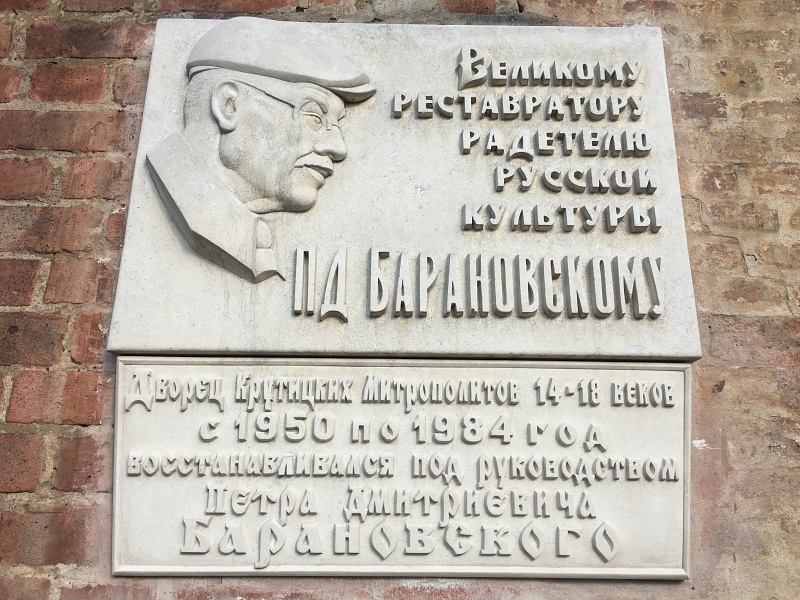 Великому
реставратору
радетелю
русской
культуры
ПД БАРАНОВСКОМУ
Дворец Крутицких митрополитов 14-18 веков
с 1950 по 1984 год
восстанавливался под руководством
Петра Дмитриевича
Барановского